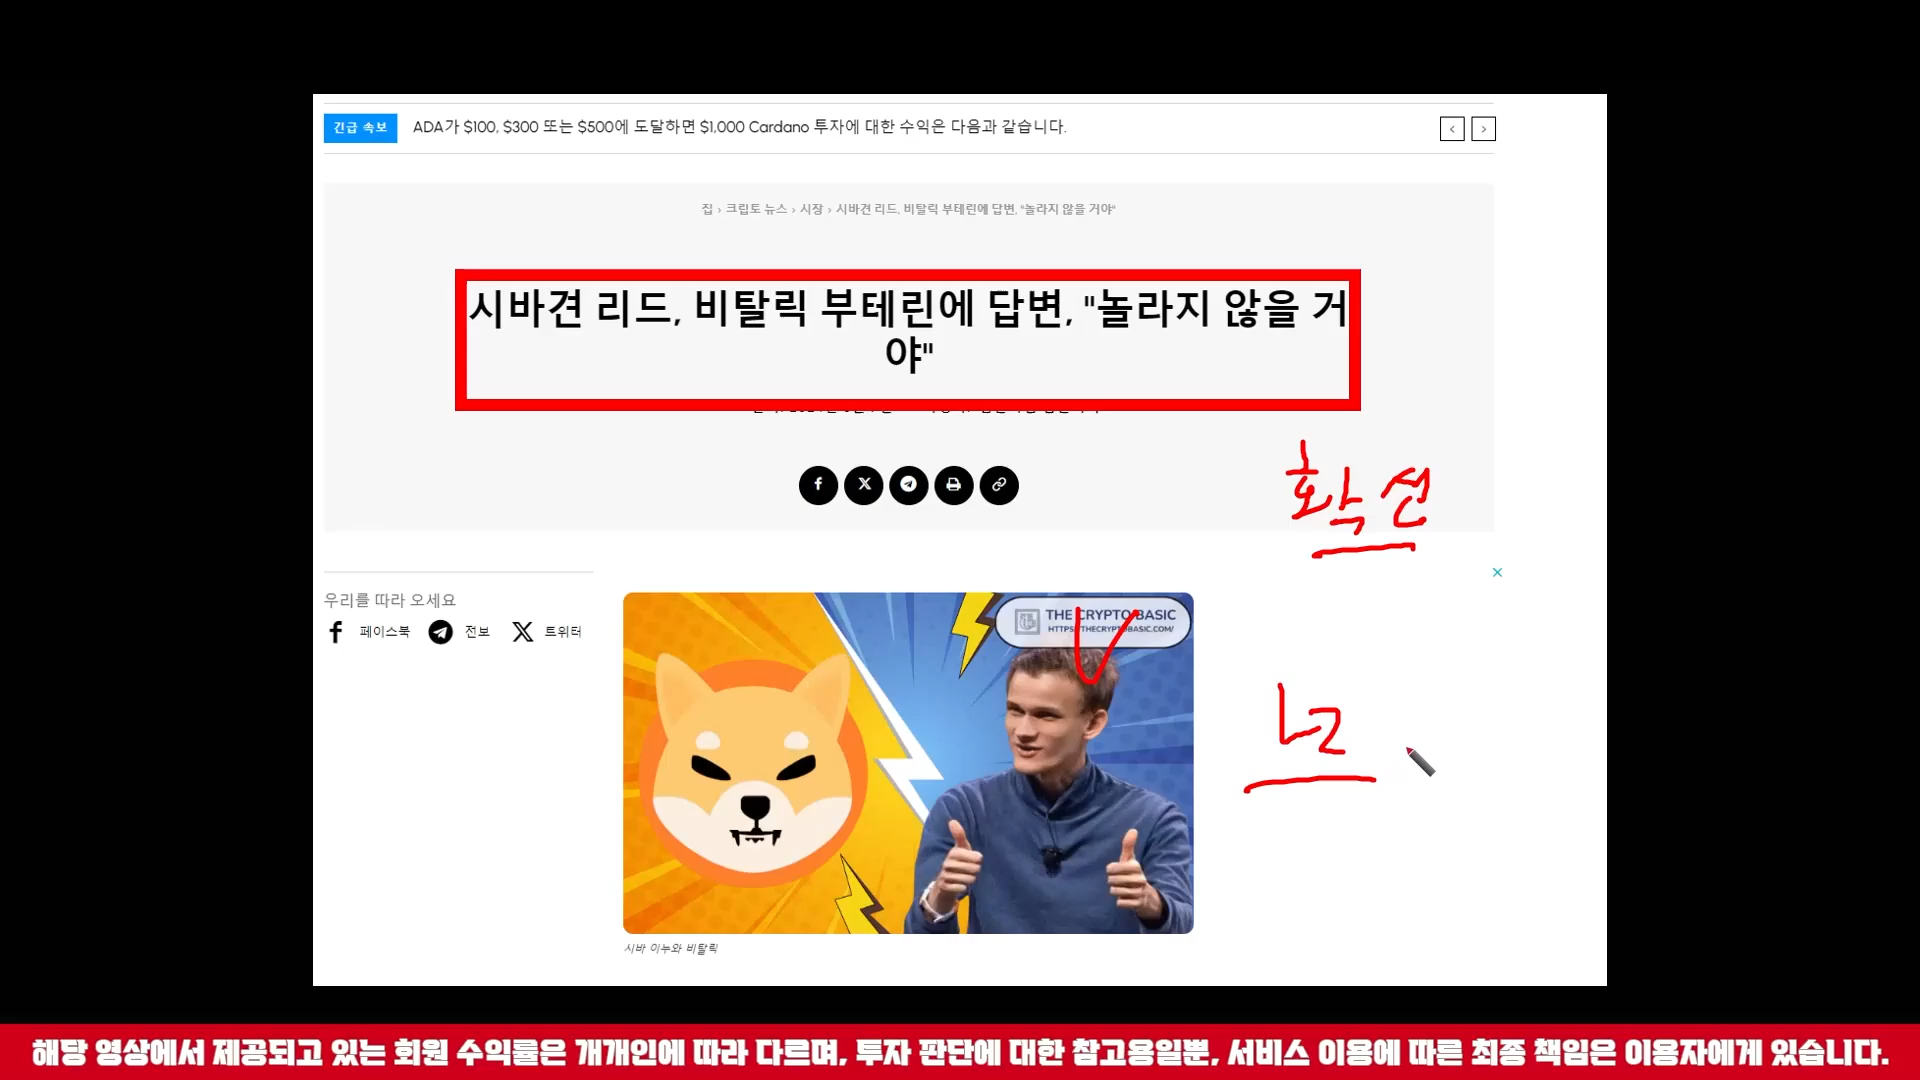 긴급 속보
ADA가 $100, $300 또는 $500에 도달하면 $1,000 Cardano 투자에 대한 수익은 다음과 같습니다.
집 › 크립토 뉴스 › 시장 › 시바견 리드, 비탈릭 부테린에 답변, "놀라지 않을 거야"
시바견 리드, 비탈릭 부테린에 답변, "놀라지 않을 거
야"
확선
우리를 따라 오세요
페이스북 전보 트위터
THE CRYPTO BASIC
HTTPS://THECRYPTOBASIC.COM/
시바 이누와 비탈릭
해당 영상에서 제공되고 있는 회원 수익률은 개개인에 따라 다르며, 투자 판단에 대한 참고용일뿐, 서비스 이용에 따른 최종 책임은 이용자에게 있습니다.